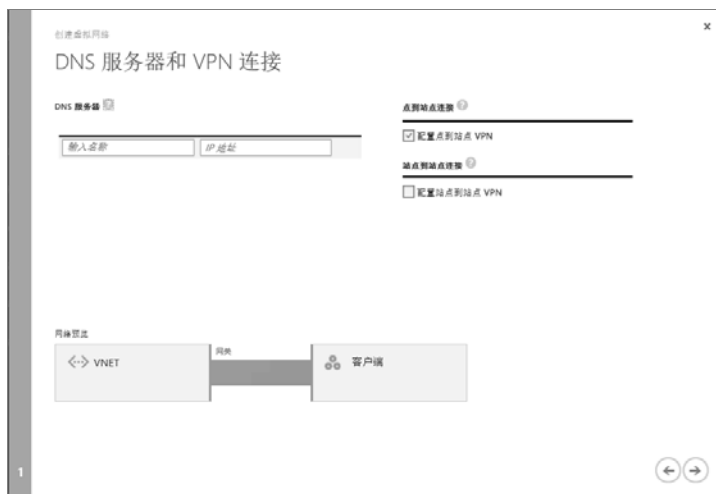 创建虚拟网络
DNS 服务器和 VPN 连接
DNS 服务器
输入名称
IP 地址
点到站点连接
配置点到站点 VPN
站点到站点连接
配置站点到站点 VPN
网络预览
VNET
网关
客户端
1